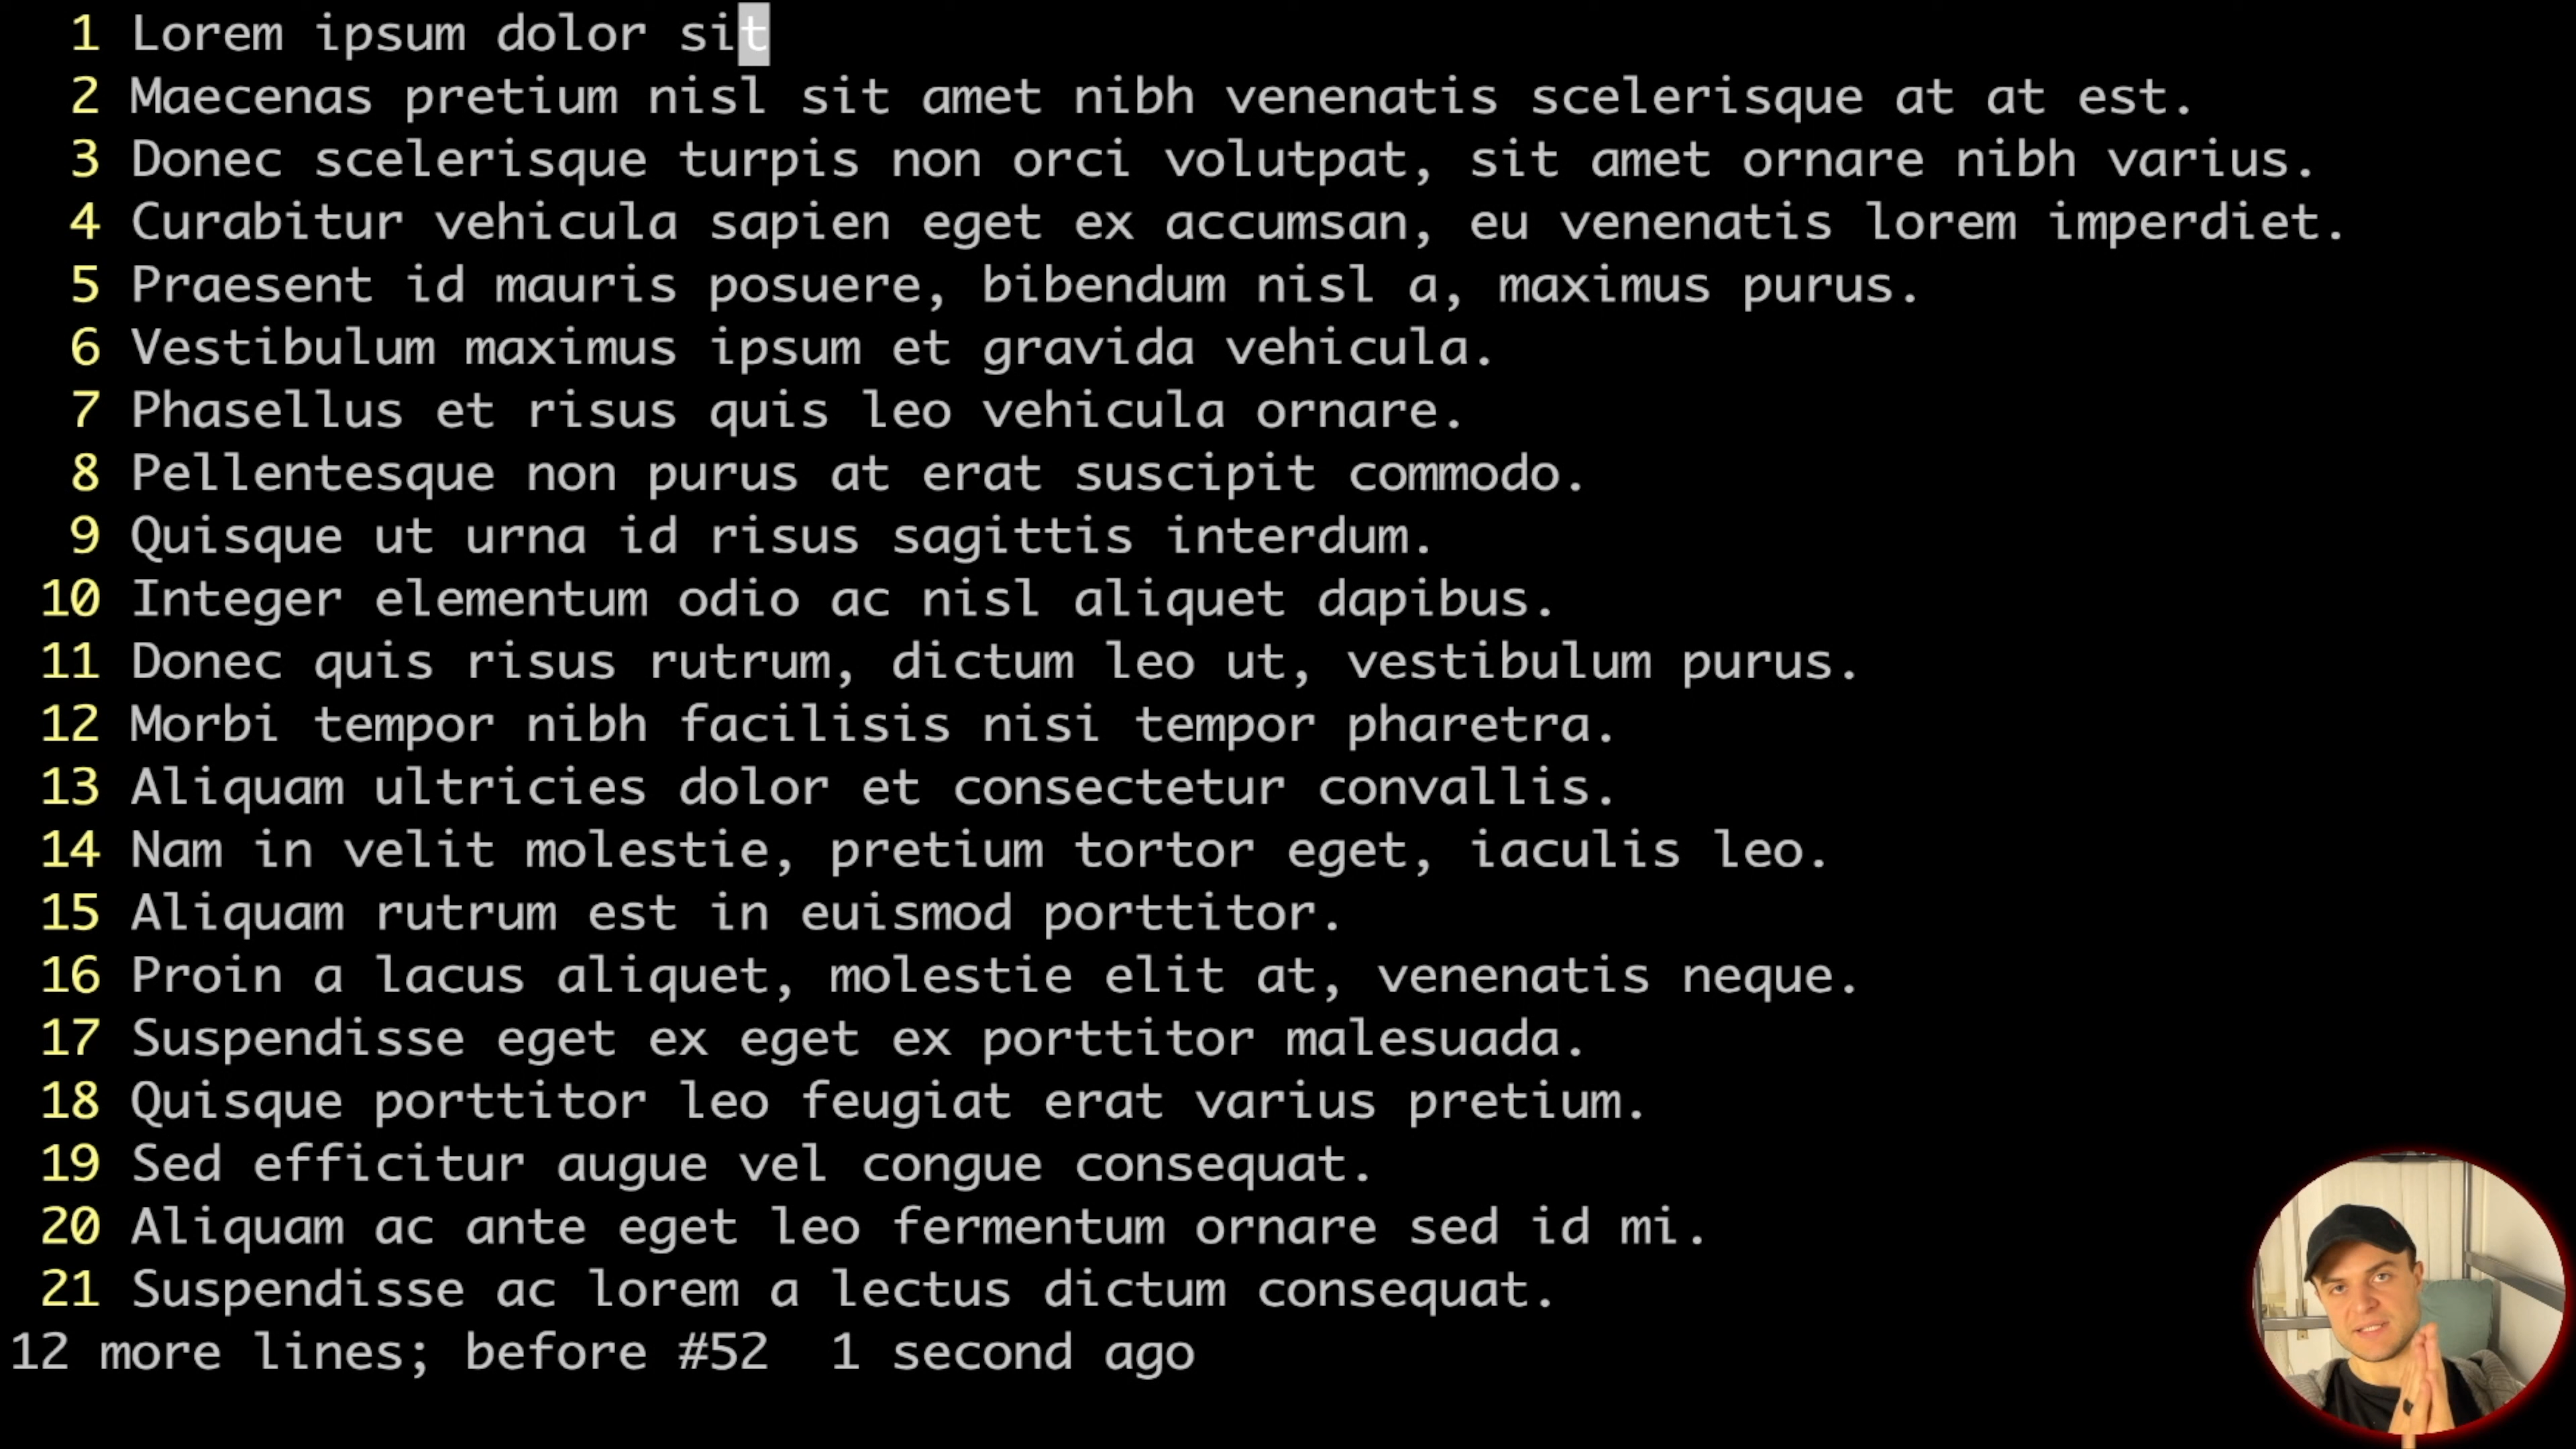 1 Lorem ipsum dolor sit
2 Maecenas pretium nisl sit amet nibh venenatis scelerisque at at est.
3 Donec scelerisque turpis non orci volutpat, sit amet ornare nibh varius.
4 Curabitur vehicula sapien eget ex accumsan, eu venenatis lorem imperdiet.
5 Praesent id mauris posuere, bibendum nisl a, maximus purus.
6 Vestibulum maximus ipsum et gravida vehicula.
7 Phasellus et risus quis leo vehicula ornare.
8 Pellentesque non purus at erat suscipit commodo.
9 Quisque ut urna id risus sagittis interdum.
10 Integer elementum odio ac nisl aliquet dapibus.
11 Donec quis risus rutrum, dictum leo ut, vestibulum purus.
12 Morbi tempor nibh facilisis nisi tempor pharetra.
13 Aliquam ultricies dolor et consectetur convallis.
14 Nam in velit molestie, pretium tortor eget, iaculis leo.
15 Aliquam rutrum est in euismod porttitor.
16 Proin a lacus aliquet, molestie elit at, venenatis neque.
17 Suspendisse eget ex eget ex porttitor malesuada.
18 Quisque porttitor leo feugiat erat varius pretium.
19 Sed efficitur augue vel congue consequat.
20 Aliquam ac ante eget leo fermentum ornare sed id mi.
21 Suspendisse ac lorem a lectus dictum consequat.
12 more lines; before #52  1 second ago